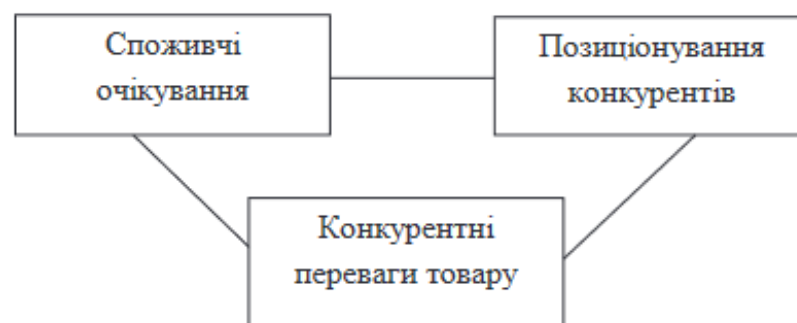 Споживчі
очікування
Позиціонування
конкурентів
Конкурентні
переваги товару